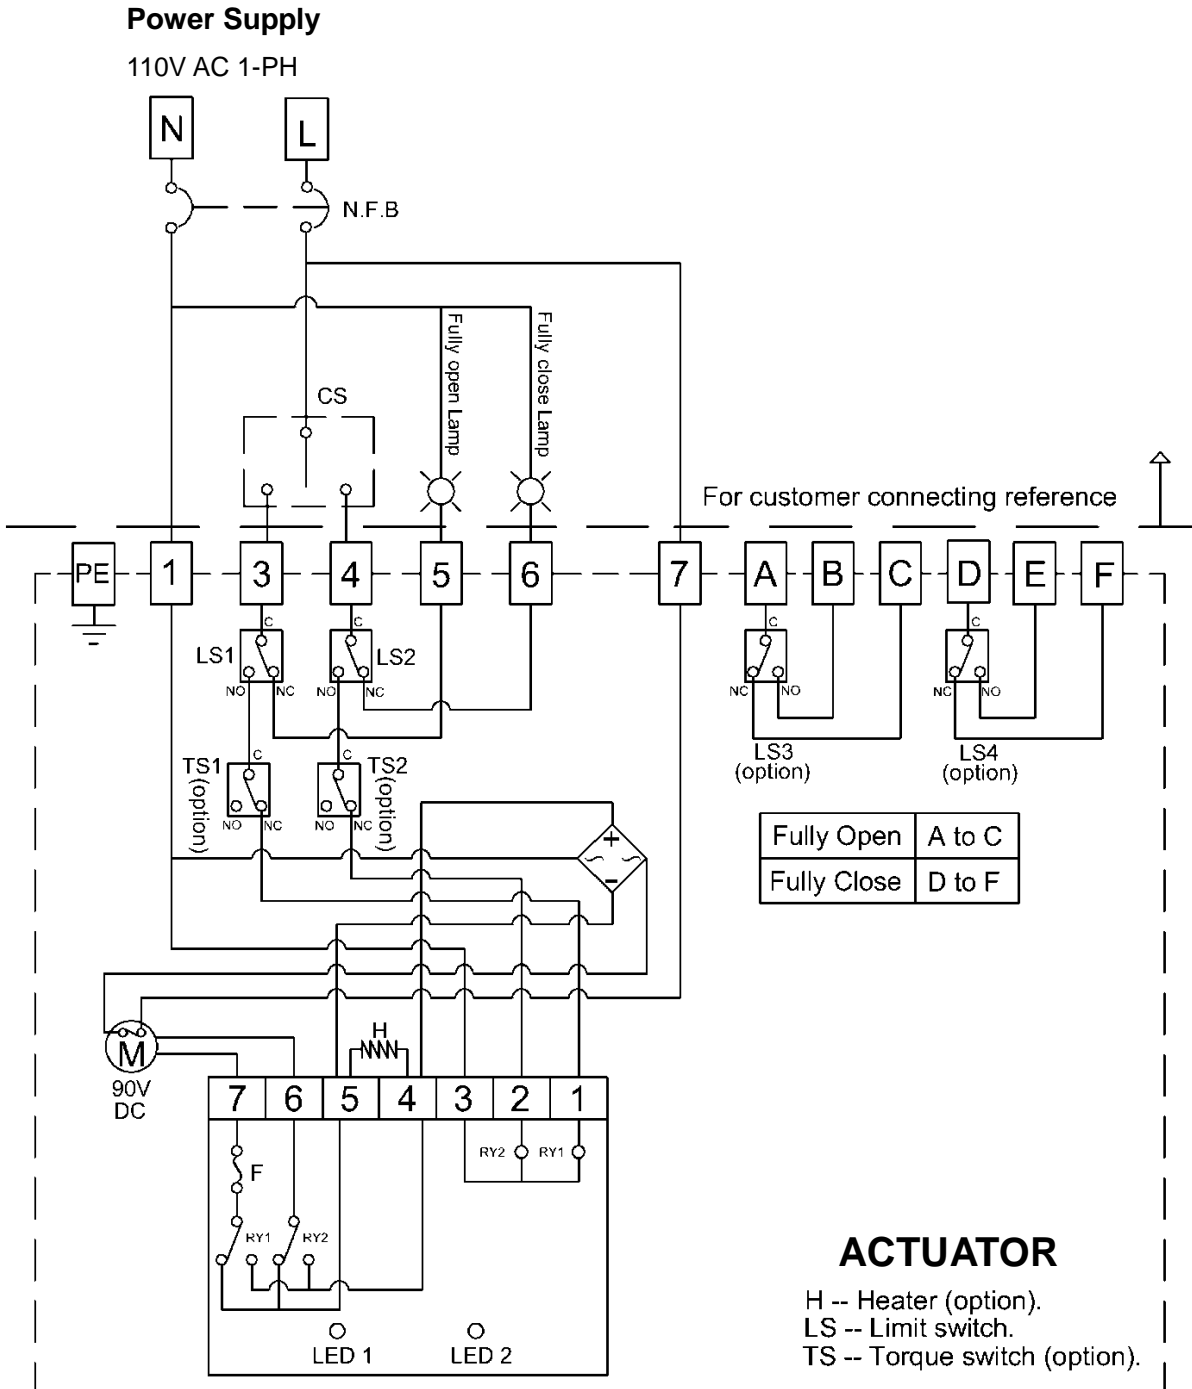 Power Supply
110V AC 1-PH
N
L
N.F.B
CS
Fully open Lamp
Fully close Lamp
For customer connecting reference
PE
1
3
4
5
6
7
A
B
C
D
E
F
C
C
C
C
LS1
LS2
NO
NC
NO
NC
NC
NO
NC
NO
LS3
(option)
LS4
(option)
TS1
(option)
C
TS2
(option)
C
NO
NC
NO
NC
+
-
Fully Open A to C
Fully Close D to F
H
M
90V
DC
7 6 5 4 3 2 1
RY2
RY1
F
RY1
RY2
LED 1
LED 2
ACTUATOR
H -- Heater (option).
LS -- Limit switch.
TS -- Torque switch (option).